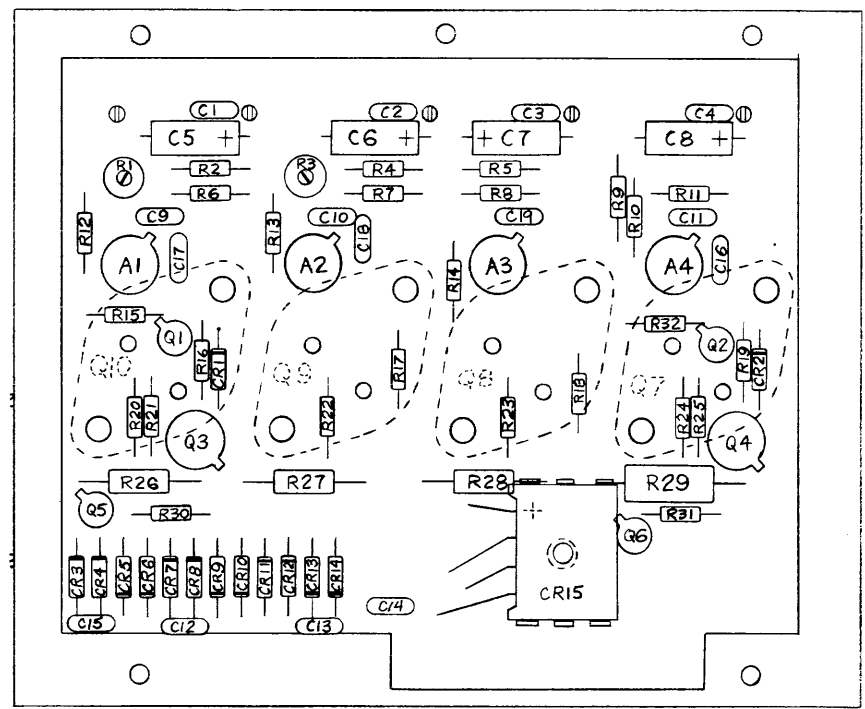 C1 C2 C3 C4
C5 + C6 + + C7 C8 +
R1 R2 R3 R4 R5
R6 R7 R8 R9 R10 R11
R12 C9 C17 R13 C10 C18 C19 C11 C16
A1 A2 R14 A3 A4
R15 Q1 R32 Q2
Q10 R16 CR1 Q9 R17 Q8 R18 Q7 R19 CR2
R20 R21 Q3 R22 R23 R24 R25 Q4
R26 R27 R28 R29
Q5 R30 + R31 Q6
CR3 CR4 CR5 CR6 CR7 CR8 CR9 CR10 CR11 CR12 CR13 CR14 CR15
C15 C12 C13 C14